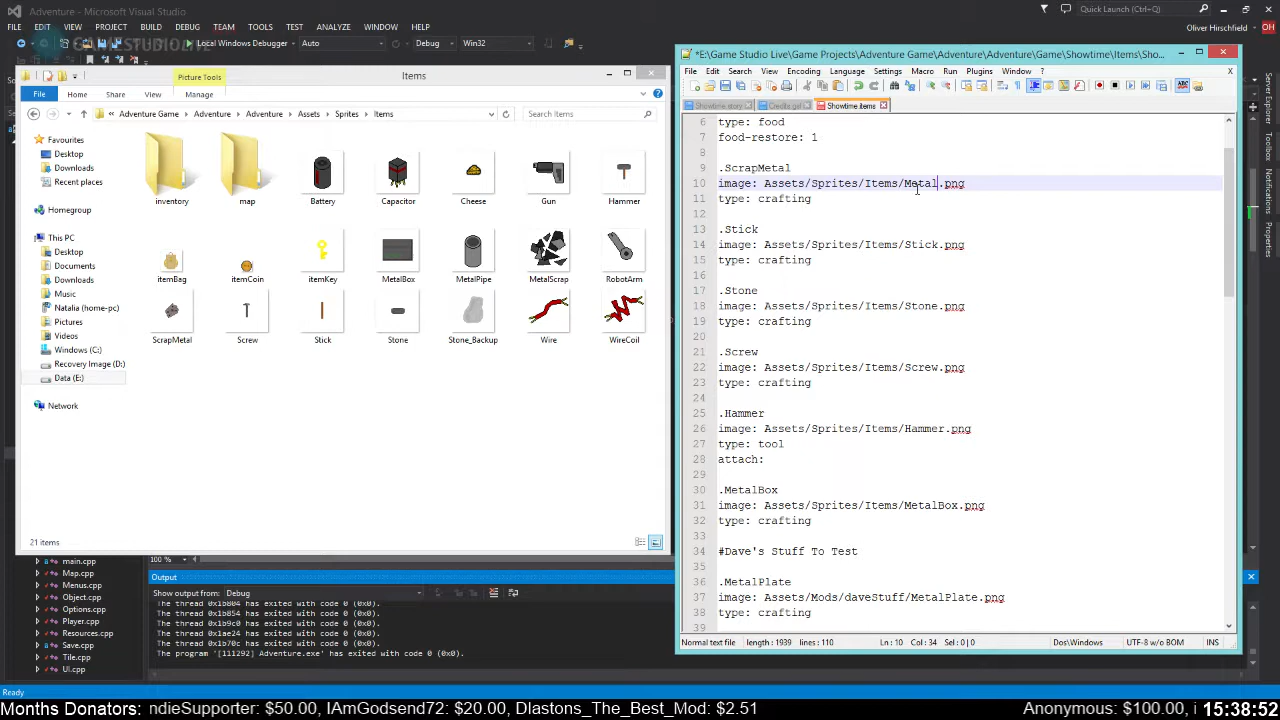 Adventure - Microsoft Visual Studio
Quick Launch (Ctrl+Q)
FILE EDIT VIEW PROJECT BUILD DEBUG TEAM TOOLS TEST ANALYZE WINDOW HELP
Oliver Hirschfield OH
GAMESTUDIOLIVE
Local Windows Debugger Auto Debug Win32
Picture Tools
Items
File Home Share View Manage
Adventure Game Adventure Adventure Assets Sprites Items
Search Items
Favourites
Desktop
Downloads
Recent places
Homegroup
This PC
Desktop
Documents
Downloads
Music
Natalia (home-pc)
Pictures
Videos
Windows (C:)
Recovery Image (D:)
Data (E:)
Network
inventory map Battery Capacitor Cheese Gun Hammer
itemBag itemCoin itemKey MetalBox MetalPipe MetalScrap RobotArm
ScrapMetal Screw Stick Stone Stone_Backup Wire WireCoil
21 items
*E:\Game Studio Live\Game Projects\Adventure Game\Adventure\Adventure\Game\Showtime\Items\Sho...
File Edit Search View Encoding Language Settings Macro Run Plugins Window ? X
Showtime.story Credits.gsl Showtime.items
6 type: food
7 food-restore: 1
8
9 .ScrapMetal
10 image: Assets/Sprites/Items/Metal.png
11 type: crafting
12
13 .Stick
14 image: Assets/Sprites/Items/Stick.png
15 type: crafting
16
17 .Stone
18 image: Assets/Sprites/Items/Stone.png
19 type: crafting
20
21 .Screw
22 image: Assets/Sprites/Items/Screw.png
23 type: crafting
24
25 .Hammer
26 image: Assets/Sprites/Items/Hammer.png
27 type: tool
28 attach:
29
30 .MetalBox
31 image: Assets/Sprites/Items/MetalBox.png
32 type: crafting
33
34 #Dave's Stuff To Test
35
36 .MetalPlate
37 image: Assets/Mods/daveStuff/MetalPlate.png
38 type: crafting
39
Normal text file length : 1939 lines : 110 Ln : 10 Col : 34 Sel : 0 | 0 Dos\Windows UTF-8 w/o BOM INS
Server Explorer
Toolbox
Notifications
Properties
main.cpp
Map.cpp
Menus.cpp
Object.cpp
Options.cpp
Player.cpp
Resources.cpp
Save.cpp
Tile.cpp
UI.cpp
100 %
Output
Show output from: Debug
The thread 0x1b804 has exited with code 0 (0x0).
The thread 0x1b854 has exited with code 0 (0x0).
The thread 0x1b9c0 has exited with code 0 (0x0).
The thread 0x1ae24 has exited with code 0 (0x0).
The thread 0x1b70c has exited with code 0 (0x0).
The program '[111292] Adventure.exe' has exited with code 0 (0x0).
Ready
Months Donators: ndieSupporter: $50.00, IAmGodsend72: $20.00, Dlastons_The_Best_Mod: $2.51 Anonymous: $100.00, i 15:38:52